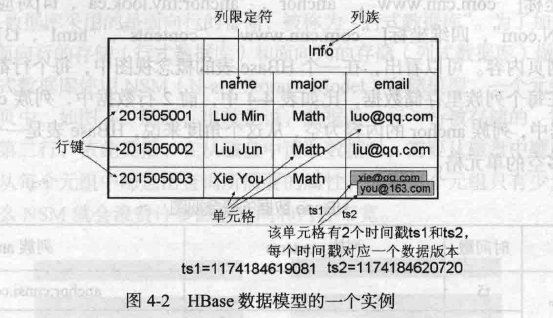 列限定符 列族
Info
name major email
201505001 Luo Min Math luo@qq.com
行键 201505002 Liu Jun Math liu@qq.com
201505003 Xie You Math xie@qq.com
you@163.com
单元格 ts1 ts2
该单元格有2个时间戳ts1和ts2，
每个时间戳对应一个数据版本
ts1=1174184619081 ts2=1174184620720
图 4-2 HBase 数据模型的一个实例